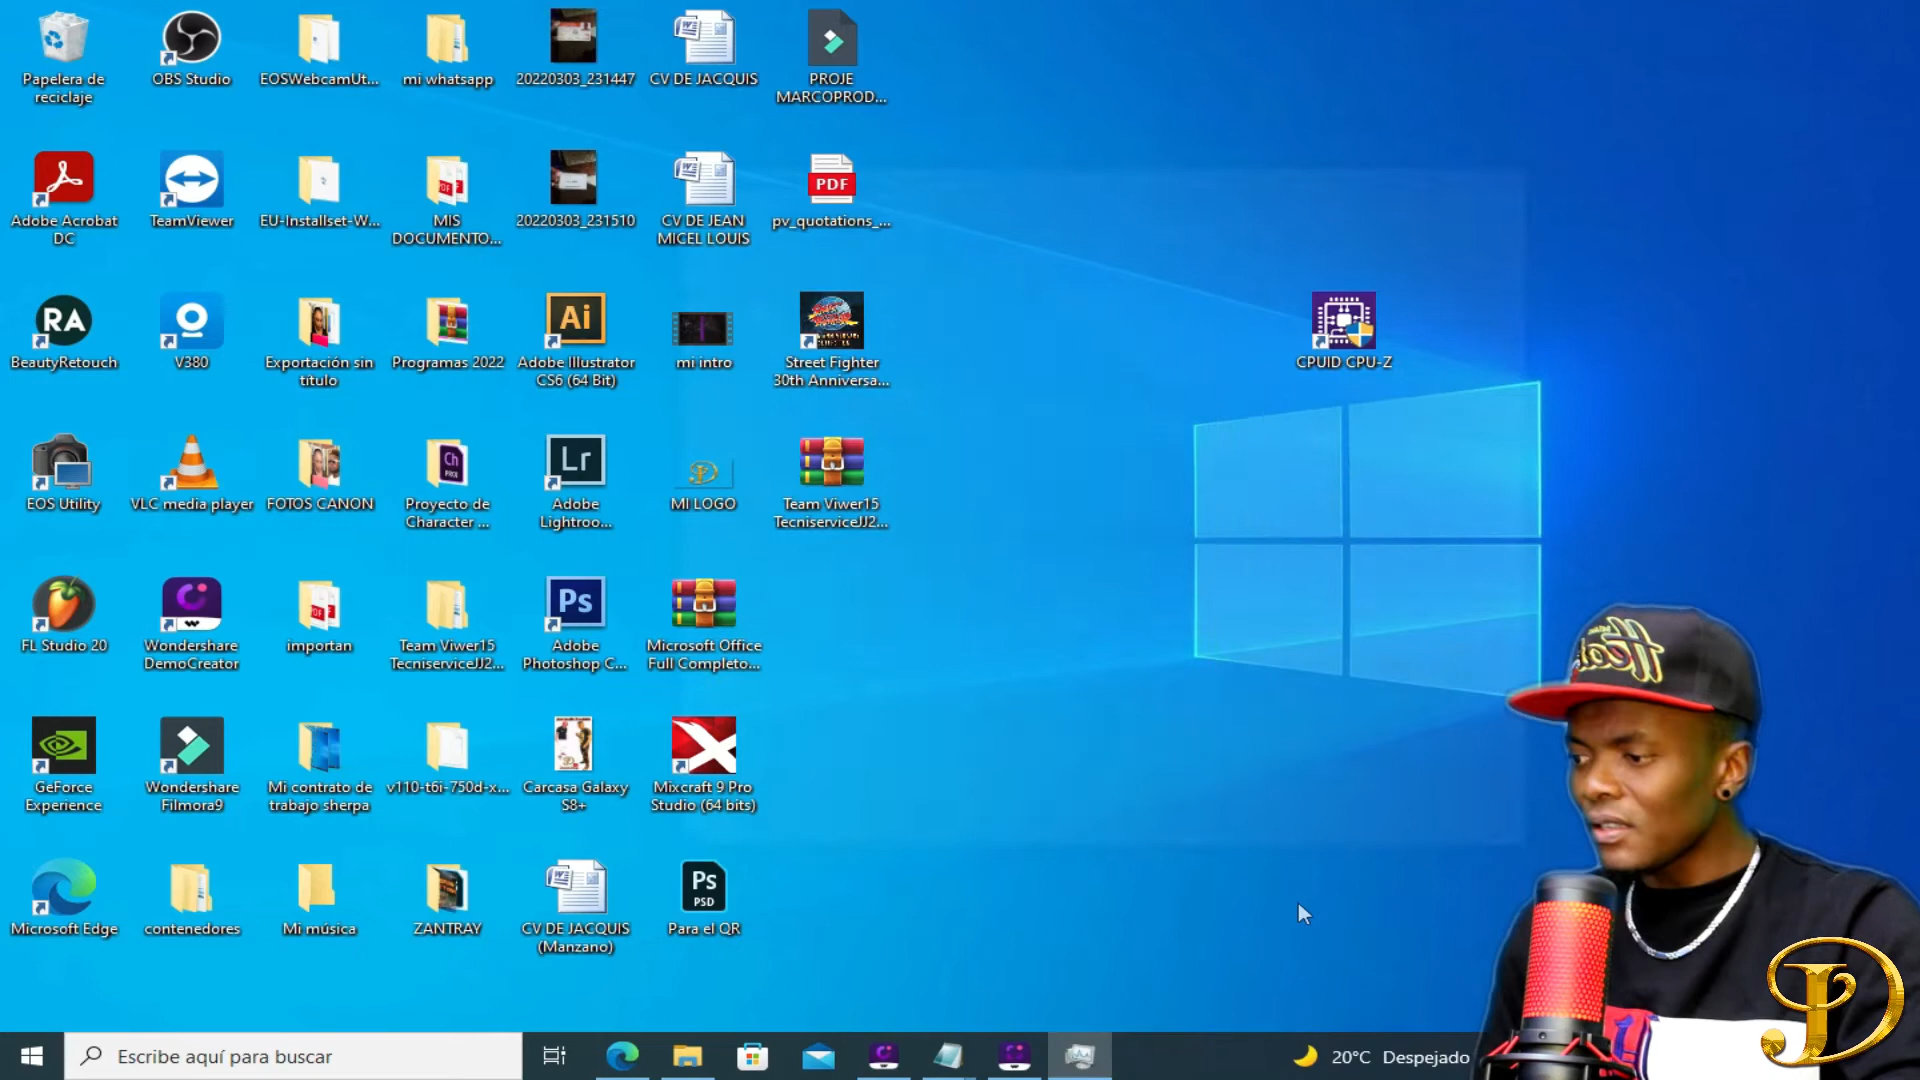 Papelera de
reciclaje
OBS Studio
EOSWebcamUt...
mi whatsapp
20220303_231447
CV DE JACQUIS
PROJE
MARCOPROD...
PDF
Adobe Acrobat
DC
TeamViewer
EU-Installset-W...
MIS
DOCUMENTO...
20220303_231510
CV DE JEAN
MICEL LOUIS
pv_quotations_...
RA
Ai
BeautyRetouch
V380
Exportación sin
título
Programas 2022
Adobe Illustrator
CS6 (64 Bit)
mi intro
Street Fighter
30th Anniversa...
CPUID CPU-Z
Ch
Lr
EOS Utility
VLC media player
FOTOS CANON
Proyecto de
Character ...
Adobe
Lightroo...
MI LOGO
Team Viwer15
TecniserviceJJ2...
Ps
FL Studio 20
Wondershare
DemoCreator
importan
Team Viwer15
TecniserviceJJ2...
Adobe
Photoshop C...
Microsoft Office
Full Completo...
GeForce
Experience
Wondershare
Filmora9
Mi contrato de
trabajo sherpa
v110-t6i-750d-x...
Carcasa Galaxy
S8+
Mixcraft 9 Pro
Studio (64 bits)
Ps
PSD
Microsoft Edge
contenedores
Mi música
ZANTRAY
CV DE JACQUIS
(Manzano)
Para el QR
Escribe aquí para buscar
20°C Despejado